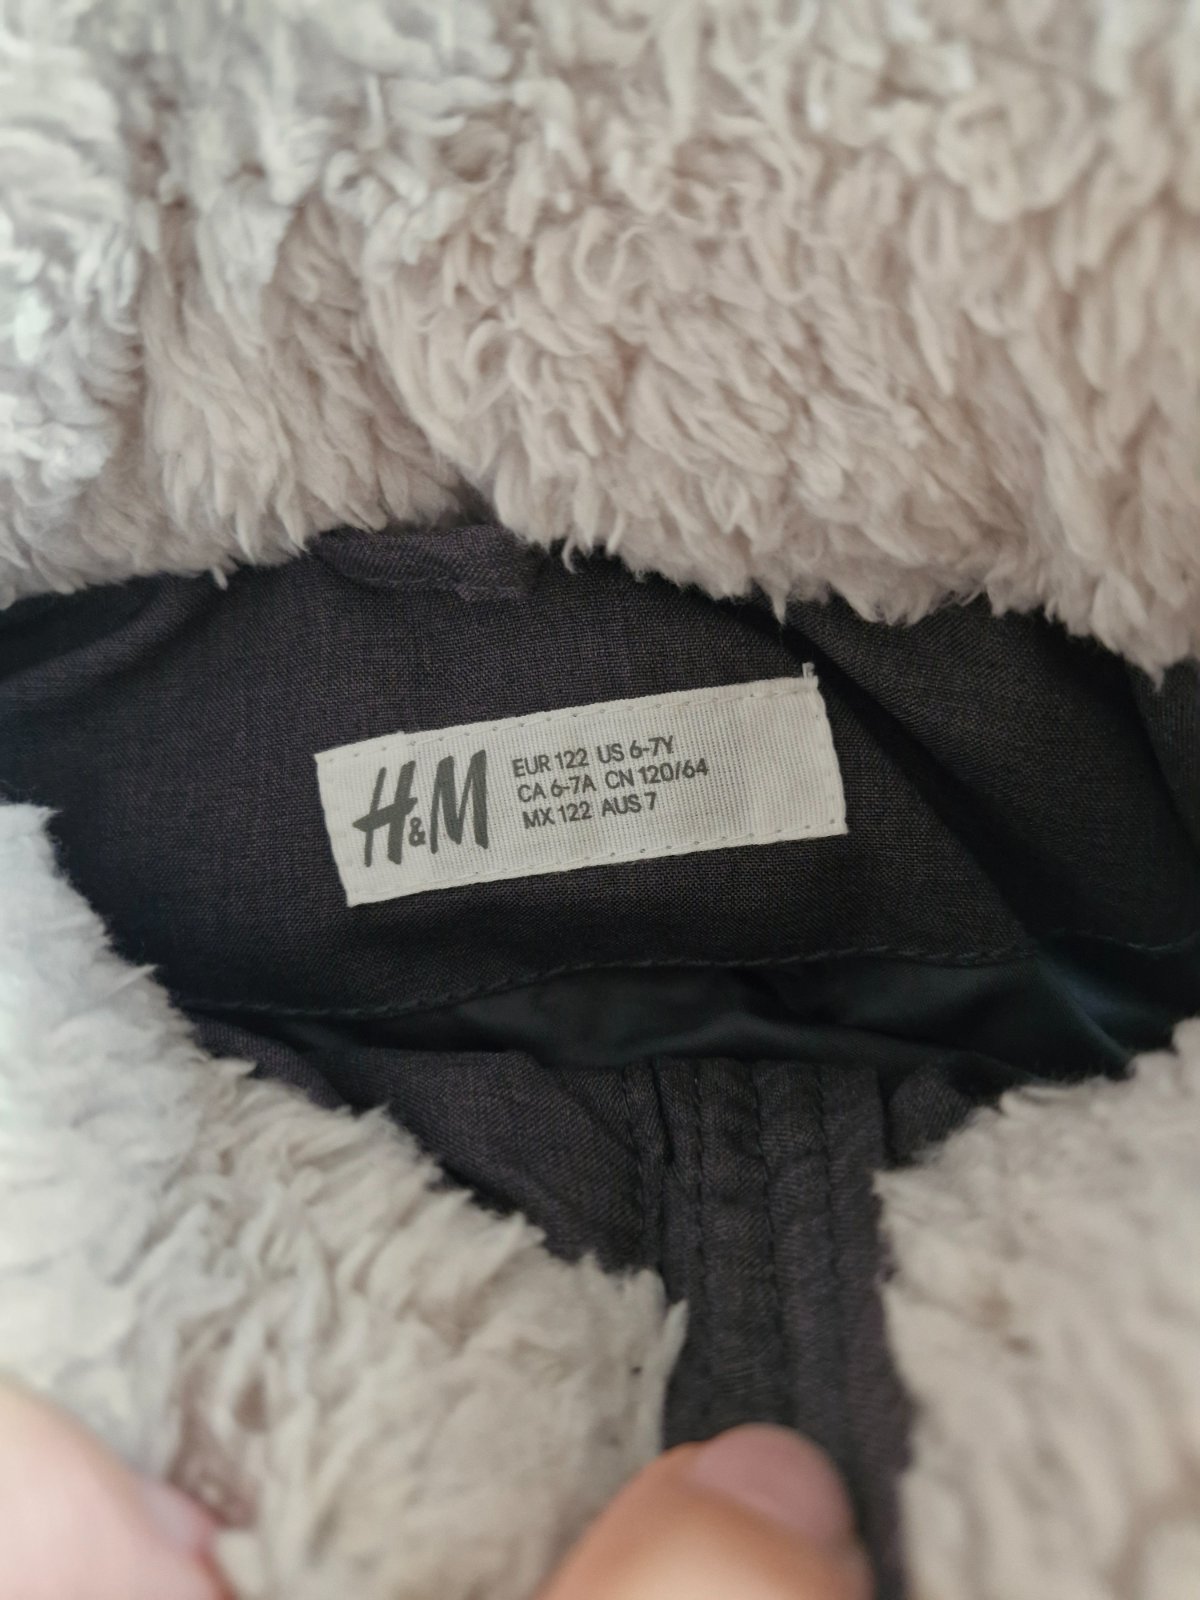 H&M
EUR 122 US 6-7Y
CA 6-7A CN 120/64
MX 122 AUS 7